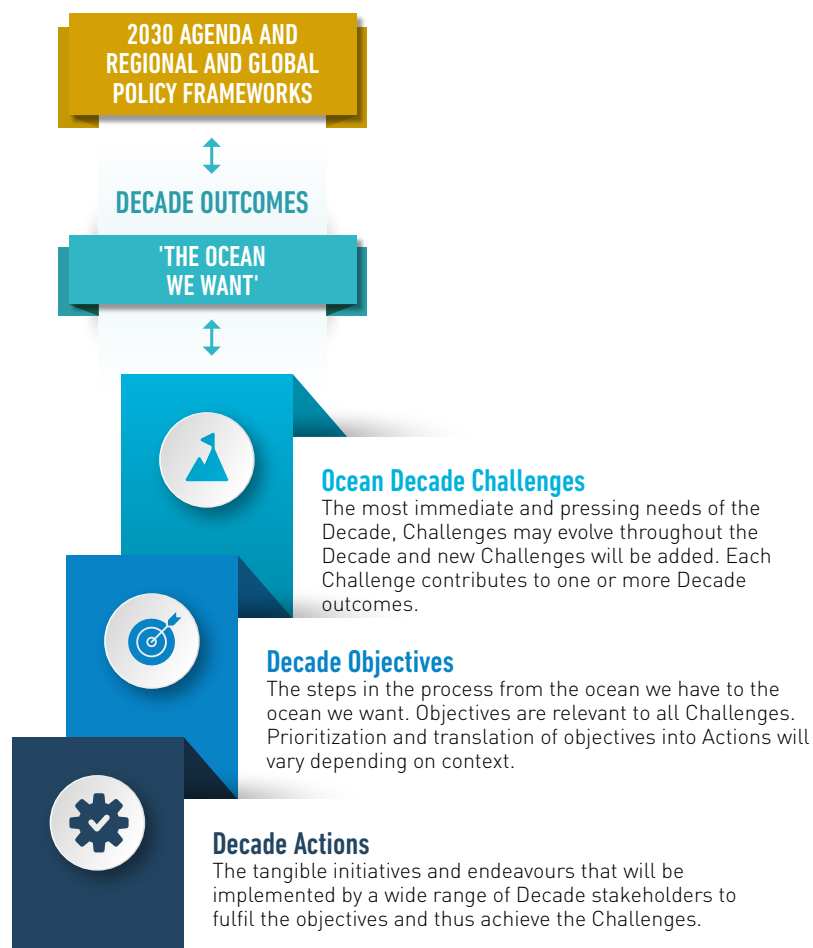 2030 AGENDA AND
REGIONAL AND GLOBAL
POLICY FRAMEWORKS
DECADE OUTCOMES
'THE OCEAN
WE WANT'
Ocean Decade Challenges
The most immediate and pressing needs of the
Decade, Challenges may evolve throughout the
Decade and new Challenges will be added. Each
Challenge contributes to one or more Decade
outcomes.
Decade Objectives
The steps in the process from the ocean we have to the
ocean we want. Objectives are relevant to all Challenges.
Prioritization and translation of objectives into Actions will
vary depending on context.
Decade Actions
The tangible initiatives and endeavours that will be
implemented by a wide range of Decade stakeholders to
fulfil the objectives and thus achieve the Challenges.